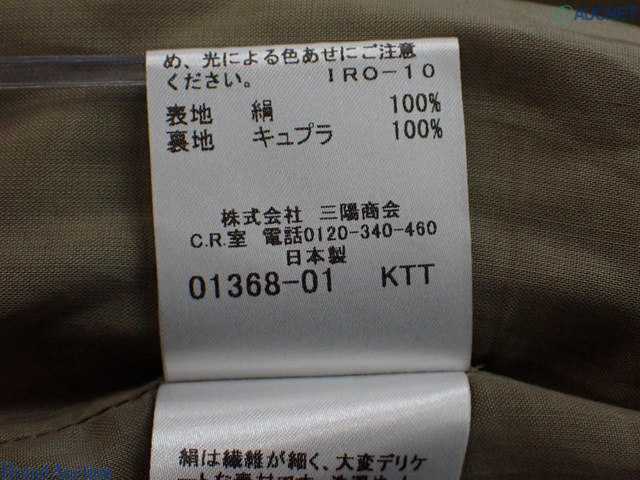 AUCNET
め、光による色あせにご注意
ください。 IRO-10
表地 絹 100%
裏地 キュプラ 100%
株式会社 三陽商会
C.R.室 電話0120-340-460
日本製
01368-01 KTT
絹は繊維が細く、大変デリケ
Brand Auction